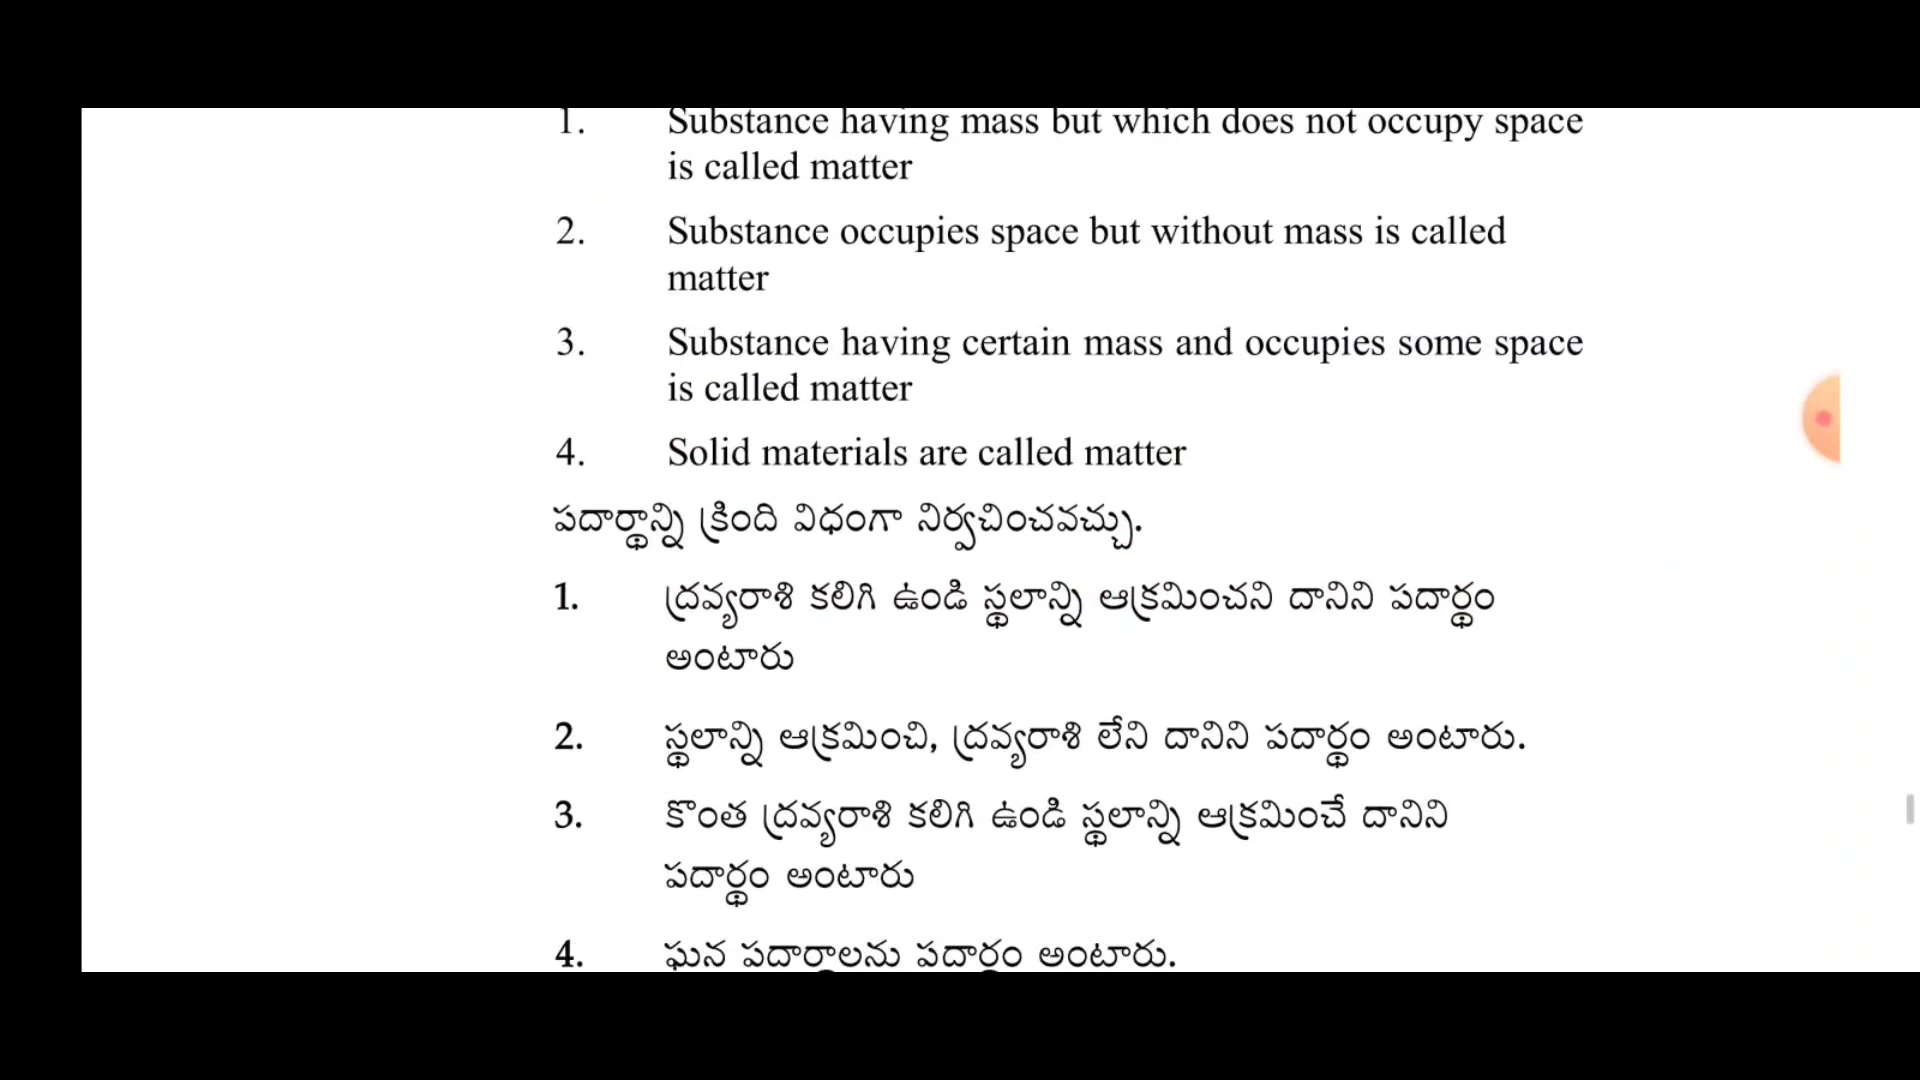 1. Substance having mass but which does not occupy space
is called matter
2. Substance occupies space but without mass is called
matter
3. Substance having certain mass and occupies some space
is called matter
4. Solid materials are called matter
పదార్థాన్ని క్రింది విధంగా నిర్వచించవచ్చు.
1. ద్రవ్యరాశి కలిగి ఉండి స్థలాన్ని ఆక్రమించని దానిని పదార్థం
అంటారు
2. స్థలాన్ని ఆక్రమించి, ద్రవ్యరాశి లేని దానిని పదార్థం అంటారు.
3. కొంత ద్రవ్యరాశి కలిగి ఉండి స్థలాన్ని ఆక్రమించే దానిని
పదార్థం అంటారు
4. ఘన పదార్థాలను పదార్థం అంటారు.